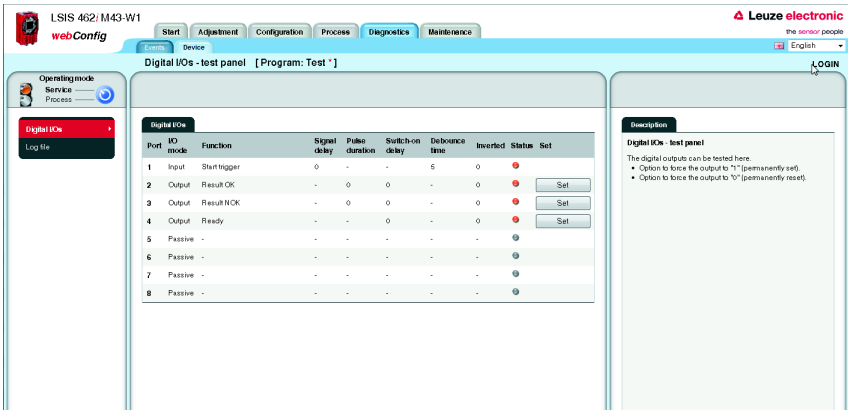 LSIS 462i M43-W1
webConfig
Leuze electronic
the sensor people
Start Adjustment Configuration Process Diagnostics Maintenance
Events Device
English
Digital I/Os - test panel [Program: Test *]
LOGIN
Operating mode
Service
Process
Digital I/Os
Log file
Digital I/Os
Port I/O mode Function Signal delay Pulse duration Switch-on delay Debounce time Inverted Status Set
1 Input Start trigger 0 - - 5 0
2 Output Result OK - 0 0 - 0 Set
3 Output Result NOK - 0 0 - 0 Set
4 Output Ready - - 0 - 0 Set
5 Passive - - - - - -
6 Passive - - - - - -
7 Passive - - - - - -
8 Passive - - - - - -
Description
Digital I/Os - test panel
The digital outputs can be tested here.
• Option to force the output to "1" (permanently set).
• Option to force the output to "0" (permanently reset).